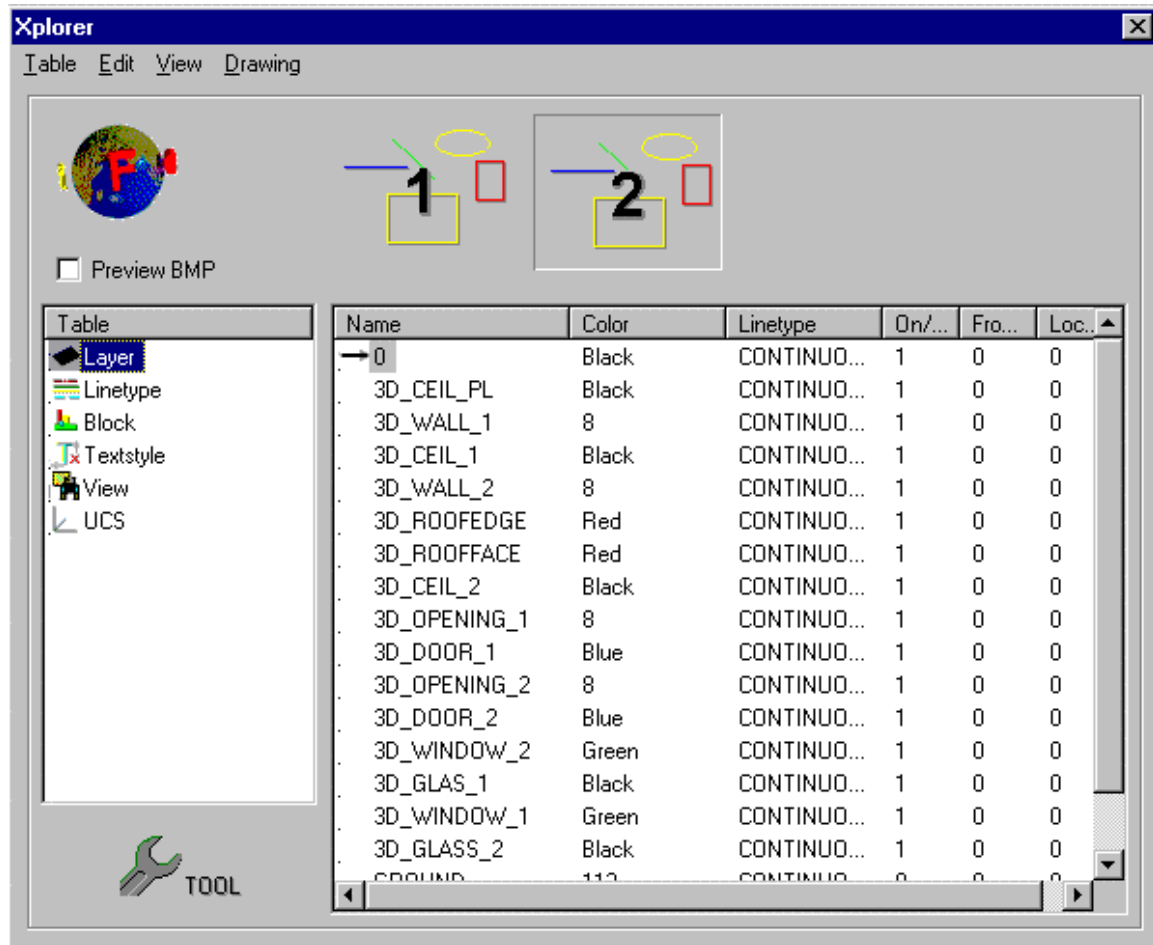 Xplorer
Table Edit View Drawing
F
1
2
Preview BMP
Table
Layer
Linetype
Block
Textstyle
View
UCS
TOOL
Name Color Linetype On/... Fro... Loc...
0 Black CONTINUO... 1 0 0
3D_CEIL_PL Black CONTINUO... 1 0 0
3D_WALL_1 8 CONTINUO... 1 0 0
3D_CEIL_1 Black CONTINUO... 1 0 0
3D_WALL_2 8 CONTINUO... 1 0 0
3D_ROOFEDGE Red CONTINUO... 1 0 0
3D_ROOFFACE Red CONTINUO... 1 0 0
3D_CEIL_2 Black CONTINUO... 1 0 0
3D_OPENING_1 8 CONTINUO... 1 0 0
3D_DOOR_1 Blue CONTINUO... 1 0 0
3D_OPENING_2 8 CONTINUO... 1 0 0
3D_DOOR_2 Blue CONTINUO... 1 0 0
3D_WINDOW_2 Green CONTINUO... 1 0 0
3D_GLAS_1 Black CONTINUO... 1 0 0
3D_WINDOW_1 Green CONTINUO... 1 0 0
3D_GLASS_2 Black CONTINUO... 1 0 0
GROUND CONTINUO... 0 0 0